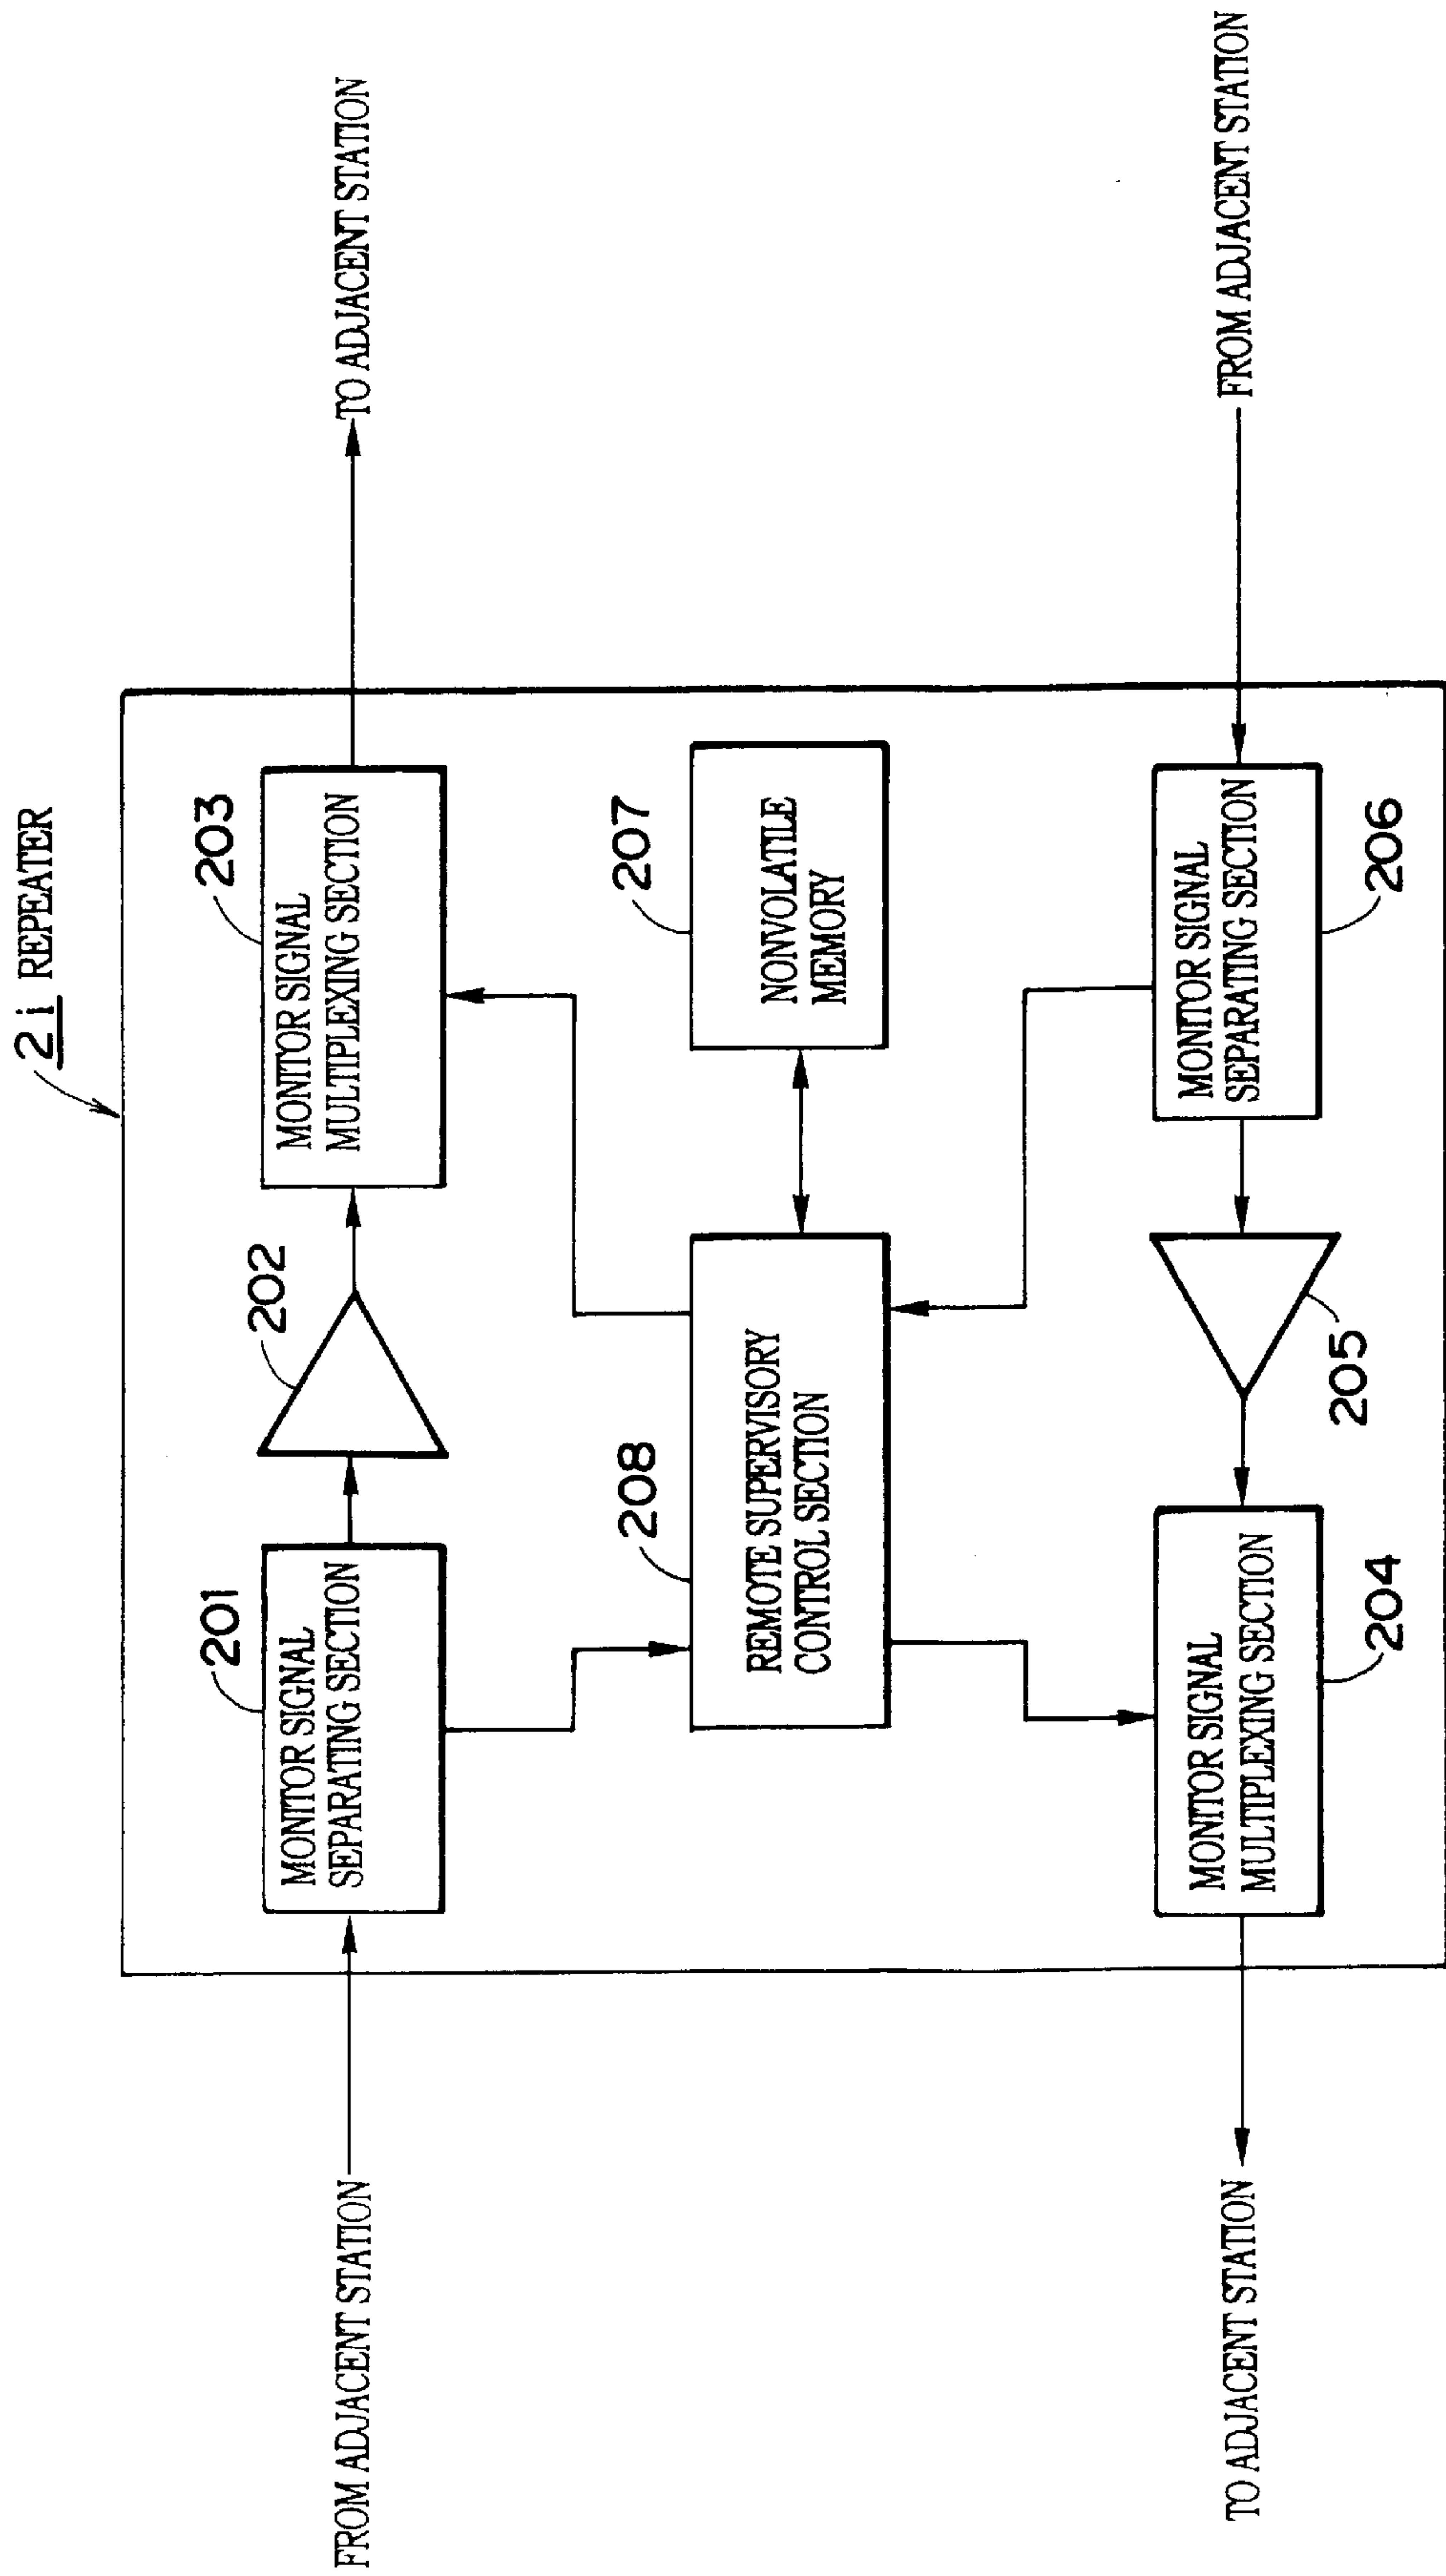 2i REPEATER
FROM ADJACENT STATION
201
MONITOR SIGNAL
SEPARATING SECTION
202
203
MONITOR SIGNAL
MULTIPLEXING SECTION
TO ADJACENT STATION
208
REMOTE SUPERVISORY
CONTROL SECTION
207
NONVOLATILE
MEMORY
TO ADJACENT STATION
MONITOR SIGNAL
MULTIPLEXING SECTION
204
205
MONITOR SIGNAL
SEPARATING SECTION
206
FROM ADJACENT STATION